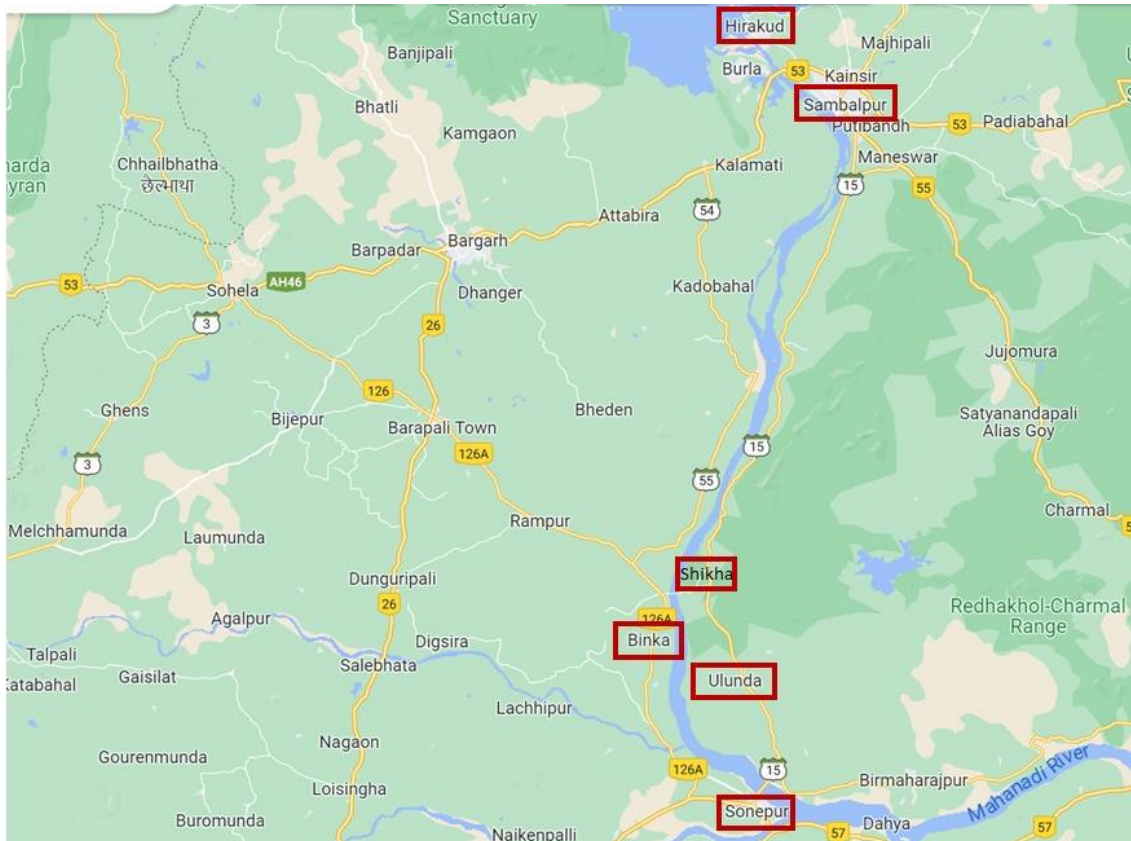 Sanctuary
Hirakud
Majhipali
Banjipali
Burla
53
Kainsir
Bhatli
Sambalpur
Kamgaon
Putibandh
53
Padiabahal
Chhailbhatha
छेल्भाथा
Kalamati
Maneswar
15
55
54
Attabira
Barpadar
Bargarh
53
Sohela
AH46
Dhanger
Kadobahal
3
26
Jujomura
126
Ghens
Bijepur
Barapali Town
Bheden
Satyanandapali
Alias Goy
3
126A
15
55
Melchhamunda
Laumunda
Rampur
Charmal
Dunguripali
Shikha
26
Agalpur
126A
Redhakhol-Charmal
Range
Digsira
Binka
Talpali
Gaisilat
Salebhata
Ulunda
Katabahal
Lachhipur
Nagaon
Gourenmunda
126A
15
Loisingha
Birmaharajpur
Mahanadi River
Buromunda
Sonepur
Dahya
Naikenpalli
57
57